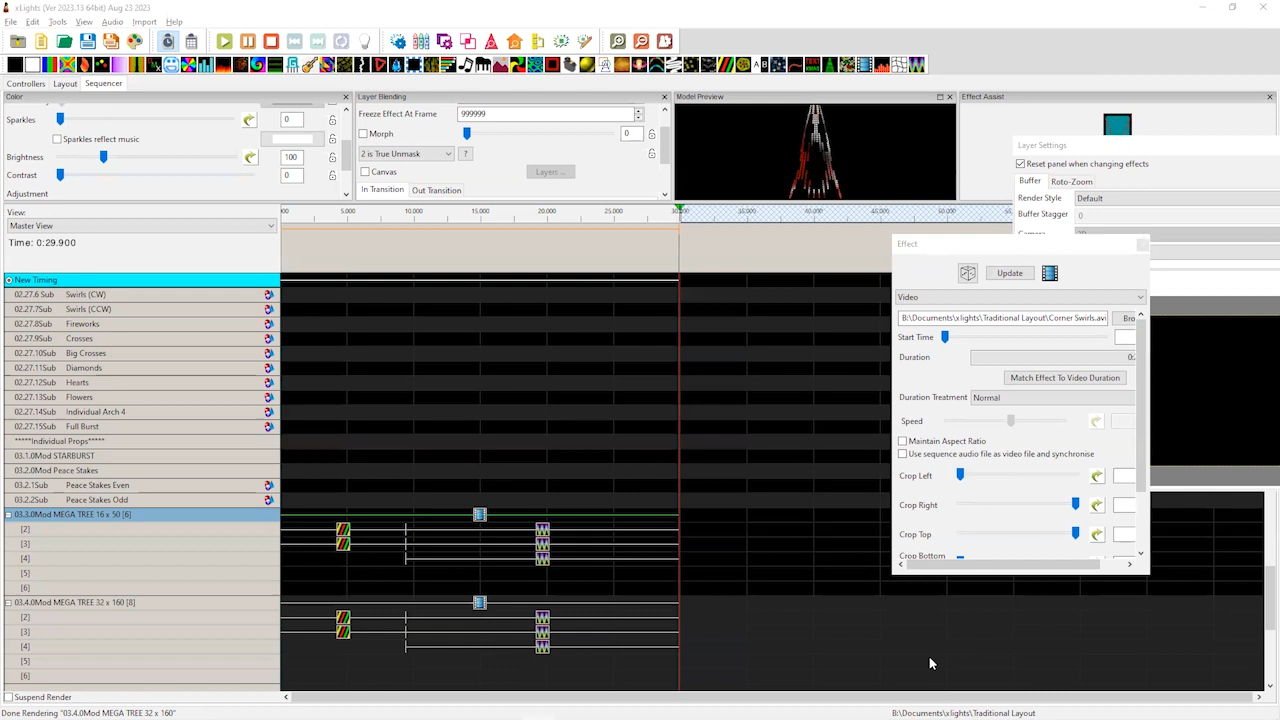 xLights (Ver 2023.13 64bit) Aug 23 2023
File Edit Tools View Audio Import Help
Controllers Layout Sequencer
Color
Layer Blending
Model Preview
Effect Assist
Sparkles
0
Sparkles reflect music
Brightness
100
Contrast
0
Adjustment
Freeze Effect At Frame
999999
Morph
0
2 is True Unmask
?
Canvas
Layers ...
In Transition Out Transition
Layer Settings
Reset panel when changing effects
Buffer Roto-Zoom
Render Style Default
Buffer Stagger 0
Camera 2D
View:
Master View
Time: 0:29.900
5.000 10.000 15.000 20.000 25.000
Effect
Update
Video
B:\Documents\xlights\Traditional Layout\Corner Swirls.avi
Bro
Start Time
Duration
0:
Match Effect To Video Duration
Duration Treatment Normal
Speed
Maintain Aspect Ratio
Use sequence audio file as video file and synchronise
Crop Left
Crop Right
Crop Top
Crop Bottom
New Timing
02.27.6 Sub Swirls (CW)
02.27.7Sub Swirls (CCW)
02.27.8Sub Fireworks
02.27.9Sub Crosses
02.27.10Sub Big Crosses
02.27.11Sub Diamonds
02.27.12Sub Hearts
02.27.13Sub Flowers
02.27.14Sub Individual Arch 4
02.27.15Sub Full Burst
*****Individual Props*****
03.1.0Mod STARBURST
03.2.0Mod Peace Stakes
03.2.1Sub Peace Stakes Even
03.2.2Sub Peace Stakes Odd
03.3.0Mod MEGA TREE 16 x 50 [6]
[2]
[3]
[4]
[5]
[6]
03.4.0Mod MEGA TREE 32 x 160 [8]
[2]
[3]
[4]
[5]
[6]
Suspend Render
Done Rendering "03.4.0Mod MEGA TREE 32 x 160"
B:\Documents\xlights\Traditional Layout